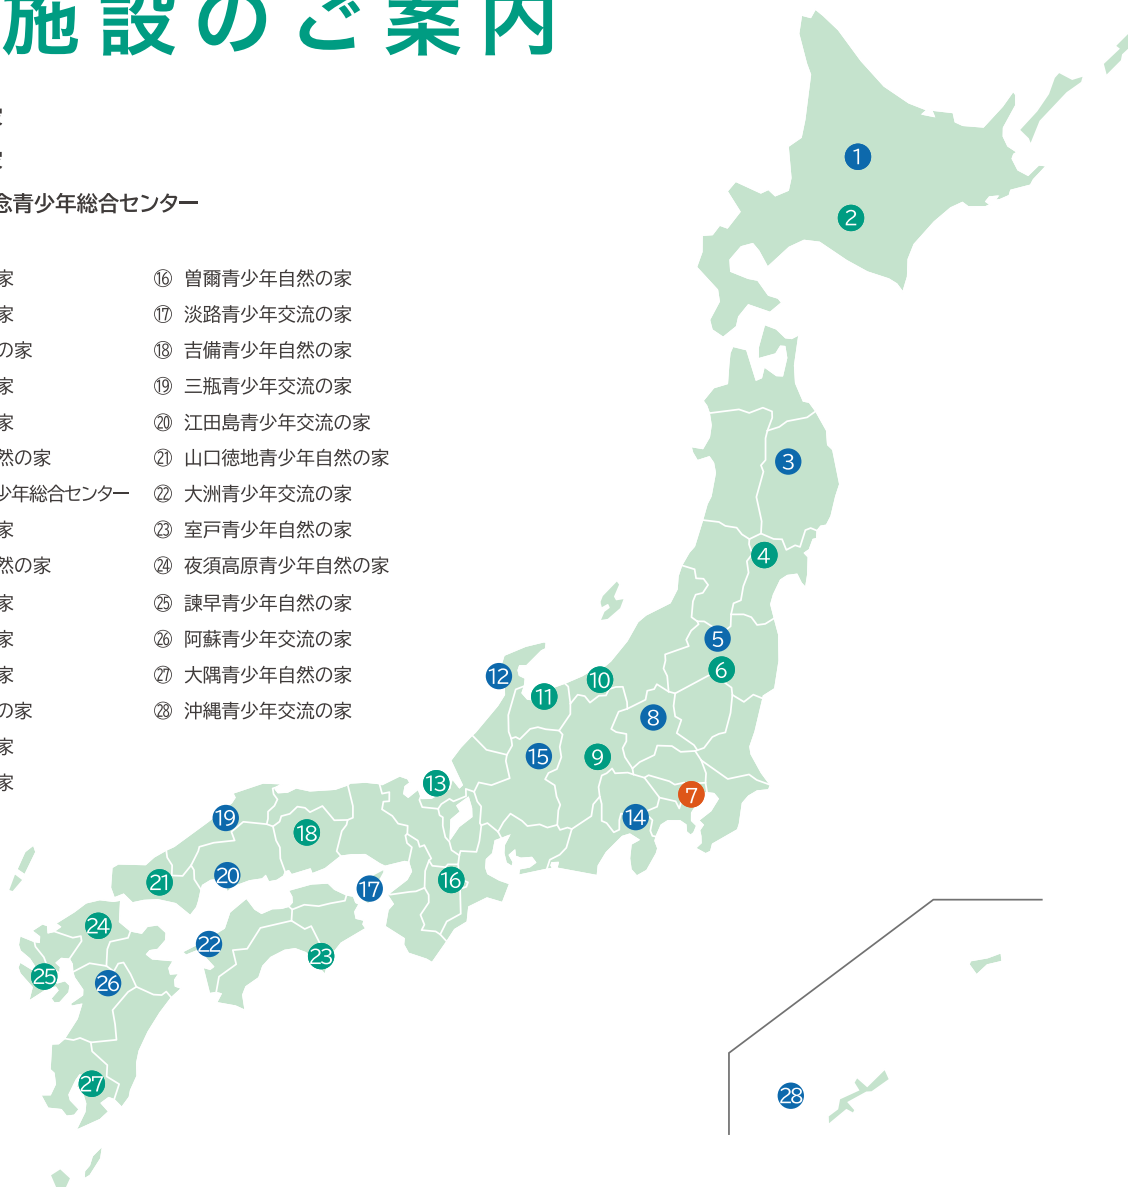 施設のご案内
家
家
念青少年総合センター
家
家
の家
家
家
然の家
少年総合センター
家
然の家
家
家
家
の家
家
家
⑯ 曽爾青少年自然の家
⑰ 淡路青少年交流の家
⑱ 吉備青少年自然の家
⑲ 三瓶青少年交流の家
⑳ 江田島青少年交流の家
㉑ 山口徳地青少年自然の家
㉒ 大洲青少年交流の家
㉓ 室戸青少年自然の家
㉔ 夜須高原青少年自然の家
㉕ 諫早青少年自然の家
㉖ 阿蘇青少年交流の家
㉗ 大隅青少年自然の家
㉘ 沖縄青少年交流の家
1
2
3
4
5
6
12
10
11
8
15
9
13
7
14
19
18
20
16
21
17
24
22
23
25
26
27
28